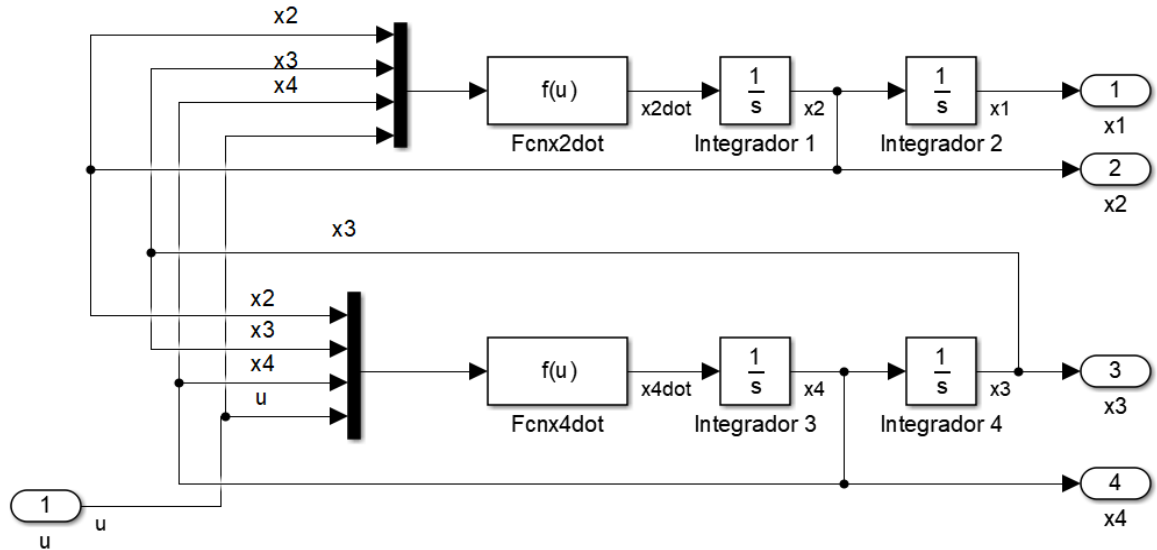 x2
x3
x4
f(u)
x2dot
1
s
x2
1
s
x1
1
x1
Fcnx2dot
Integrador 1
Integrador 2
2
x2
x3
x2
x3
x4
u
f(u)
x4dot
1
s
x4
1
s
x3
3
x3
Fcnx4dot
Integrador 3
Integrador 4
4
x4
1
u
u